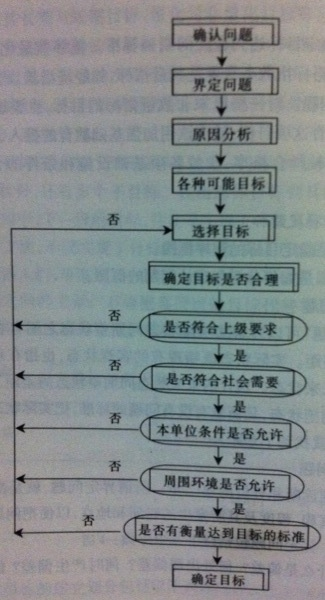 确认问题
界定问题
原因分析
各种可能目标
否
选择目标
确定目标是否合理
否
是否符合上级要求
是
否
是否符合社会需要
是
否
本单位条件是否允许
是
否
周围环境是否允许
是
否
是否有衡量达到目标的标准
确定目标